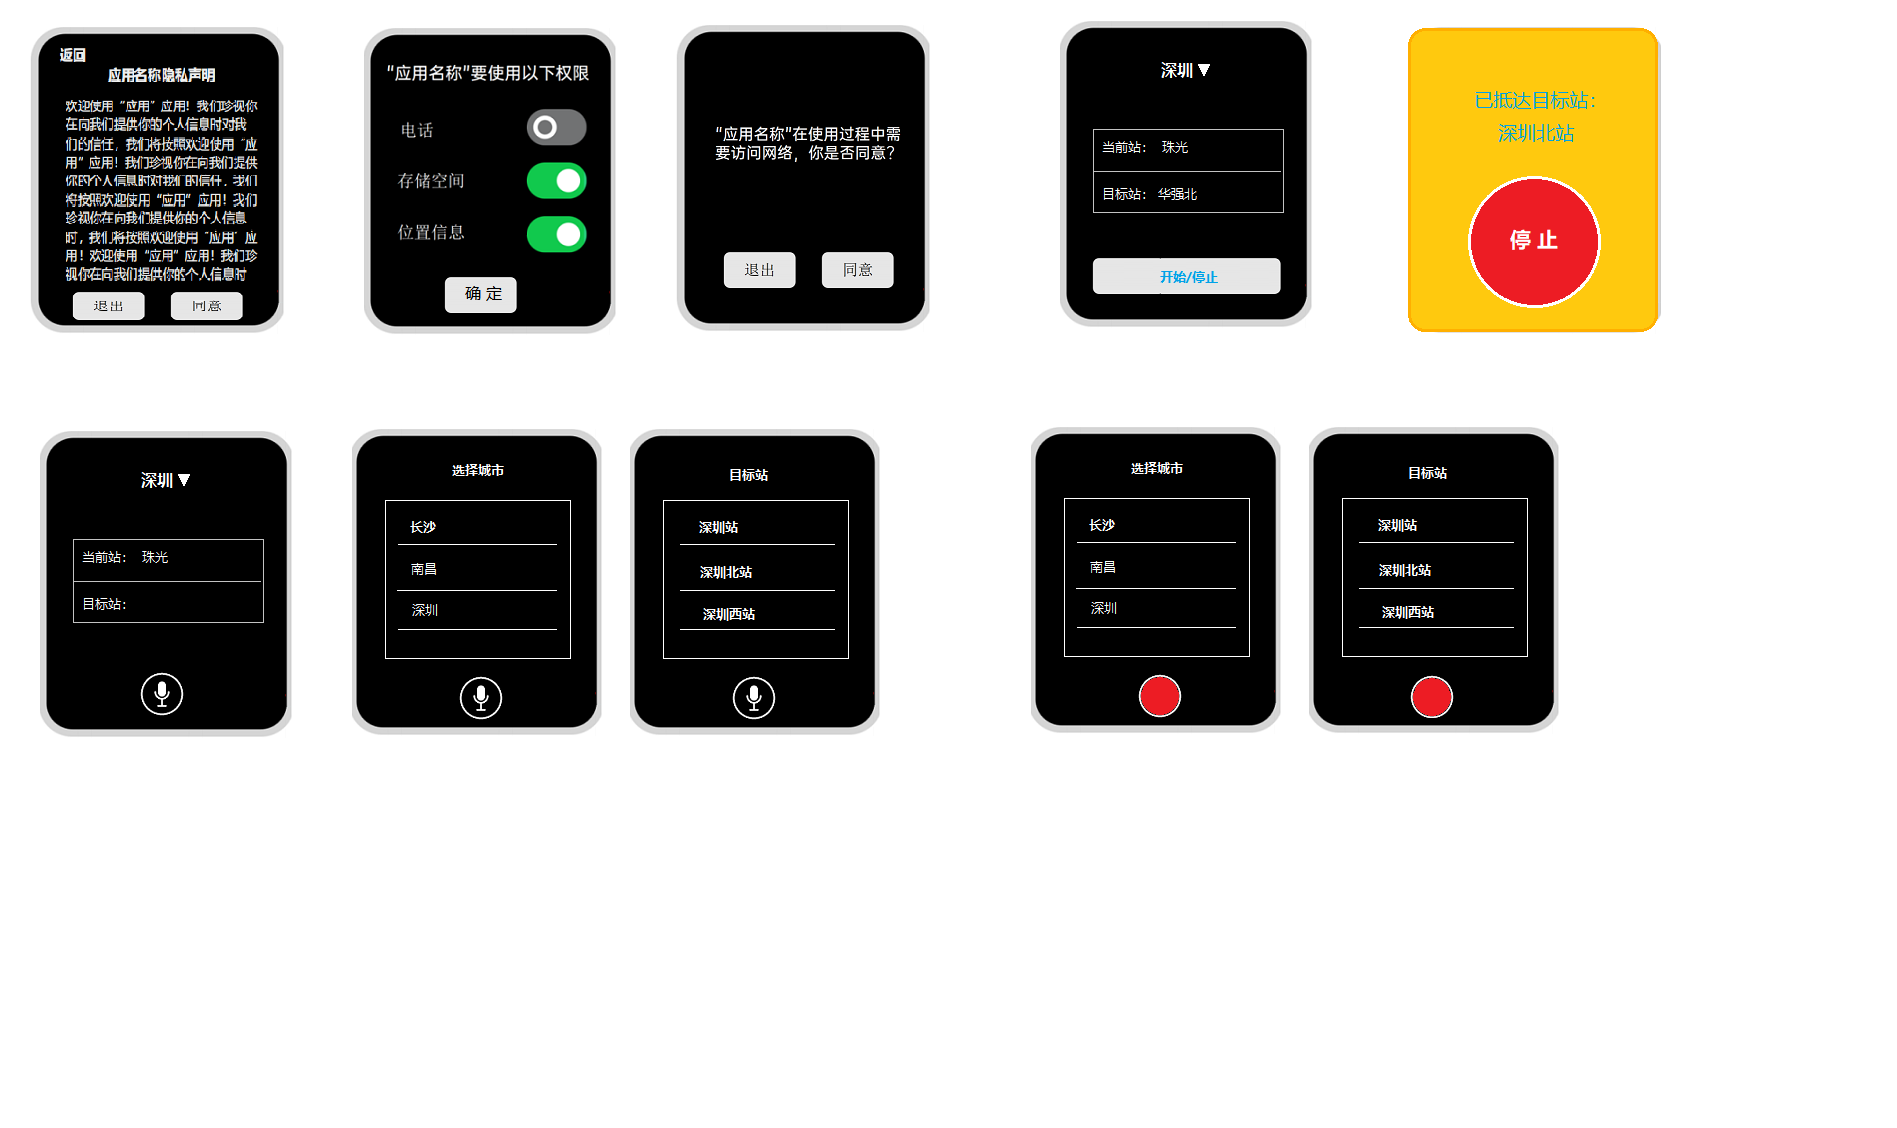 返回
应用名称隐私声明
欢迎使用“应用”应用！我们珍视你
在向我们提供你的个人信息时对我
们的信任，我们将按照欢迎使用“应
用”应用！我们珍视你在向我们提供
你的个人信息时对我们的信任，我们
将按照欢迎使用“应用”应用！我们
珍视你在向我们提供你的个人信息
时，我们将按照欢迎使用“应用”应
用！欢迎使用“应用”应用！我们珍
视你在向我们提供你的个人信息时
退出
同意
“应用名称”要使用以下权限
电话
存储空间
位置信息
确 定
“应用名称”在使用过程中需
要访问网络，你是否同意？
退出
同意
深圳▼
当前站： 珠光
目标站： 华强北
开始/停止
已抵达目标站：
深圳北站
停 止
深圳▼
当前站： 珠光
目标站：
选择城市
长沙
南昌
深圳
目标站
深圳站
深圳北站
深圳西站
选择城市
长沙
南昌
深圳
目标站
深圳站
深圳北站
深圳西站